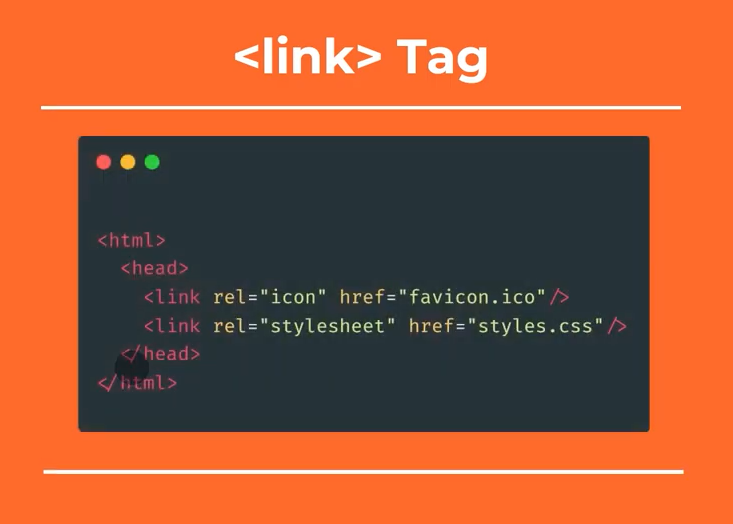 <link> Tag
<html>
<head>
<link rel="icon" href="favicon.ico"/>
<link rel="stylesheet" href="styles.css"/>
</head>
</html>